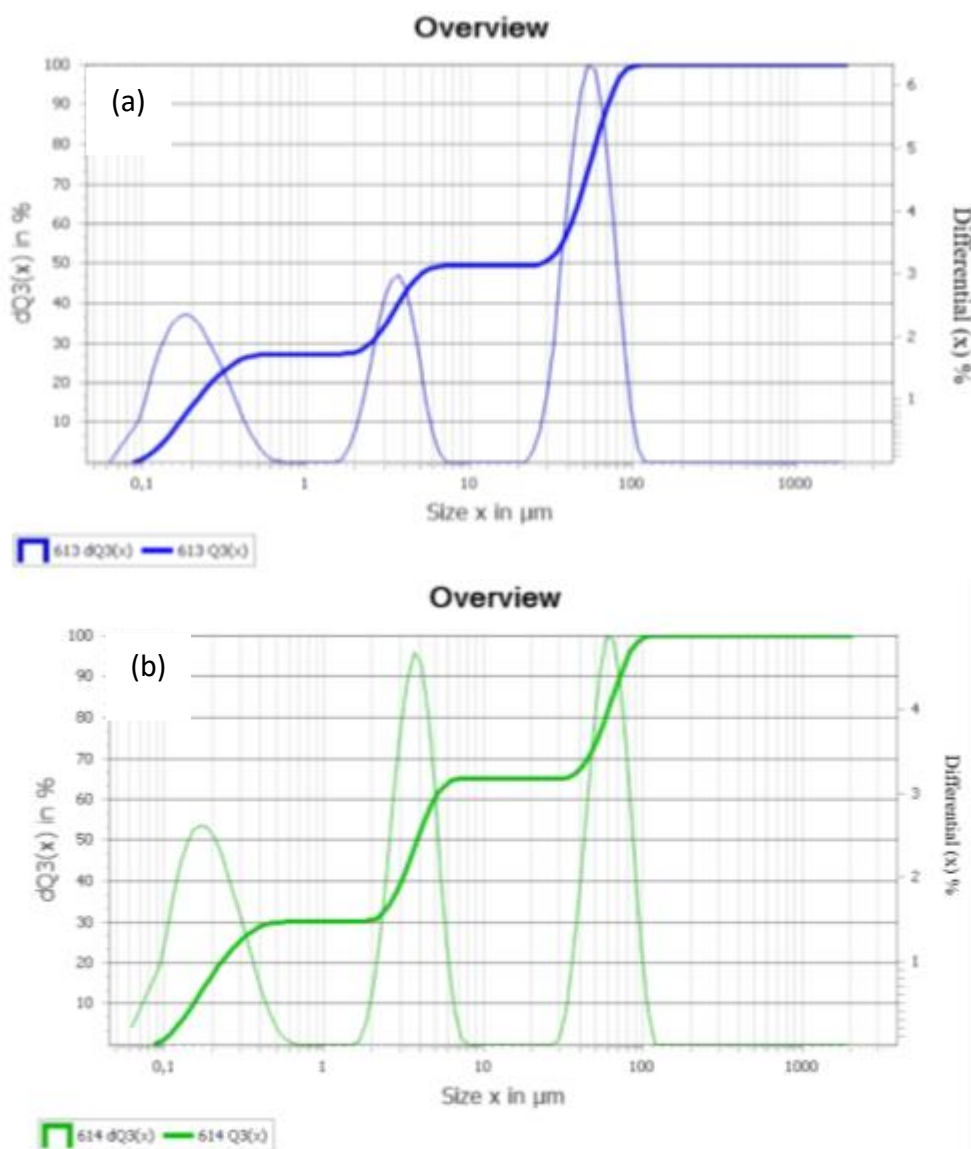 Overview
(a)
100
90
80
70
60
50
40
30
20
10
dQ3(x) in %
6
5
4
3
2
1
Differential (x) %
0,1 1 10 100 1000
Size x in µm
613 dQ3(x) 613 Q3(x)
Overview
(b)
100
90
80
70
60
50
40
30
20
10
dQ3(x) in %
4
3
2
1
Differential (x) %
0,1 1 10 100 1000
Size x in µm
614 dQ3(x) 614 Q3(x)